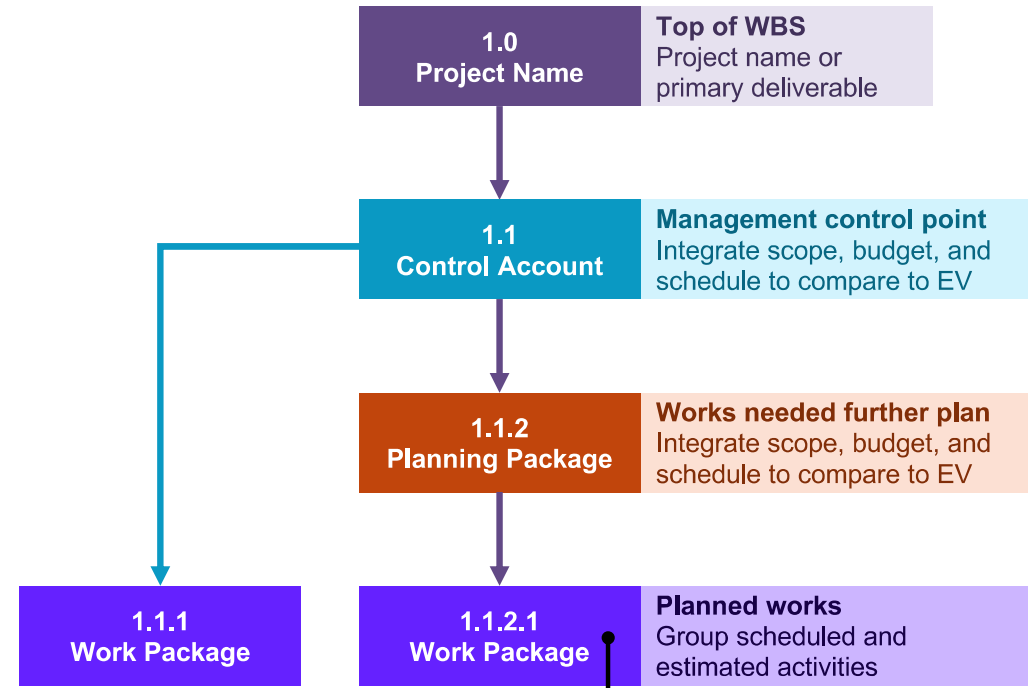 1.0
Project Name
Top of WBS
Project name or
primary deliverable
1.1
Control Account
Management control point
Integrate scope, budget, and
schedule to compare to EV
1.1.2
Planning Package
Works needed further plan
Integrate scope, budget, and
schedule to compare to EV
1.1.1
Work Package
1.1.2.1
Work Package
Planned works
Group scheduled and
estimated activities